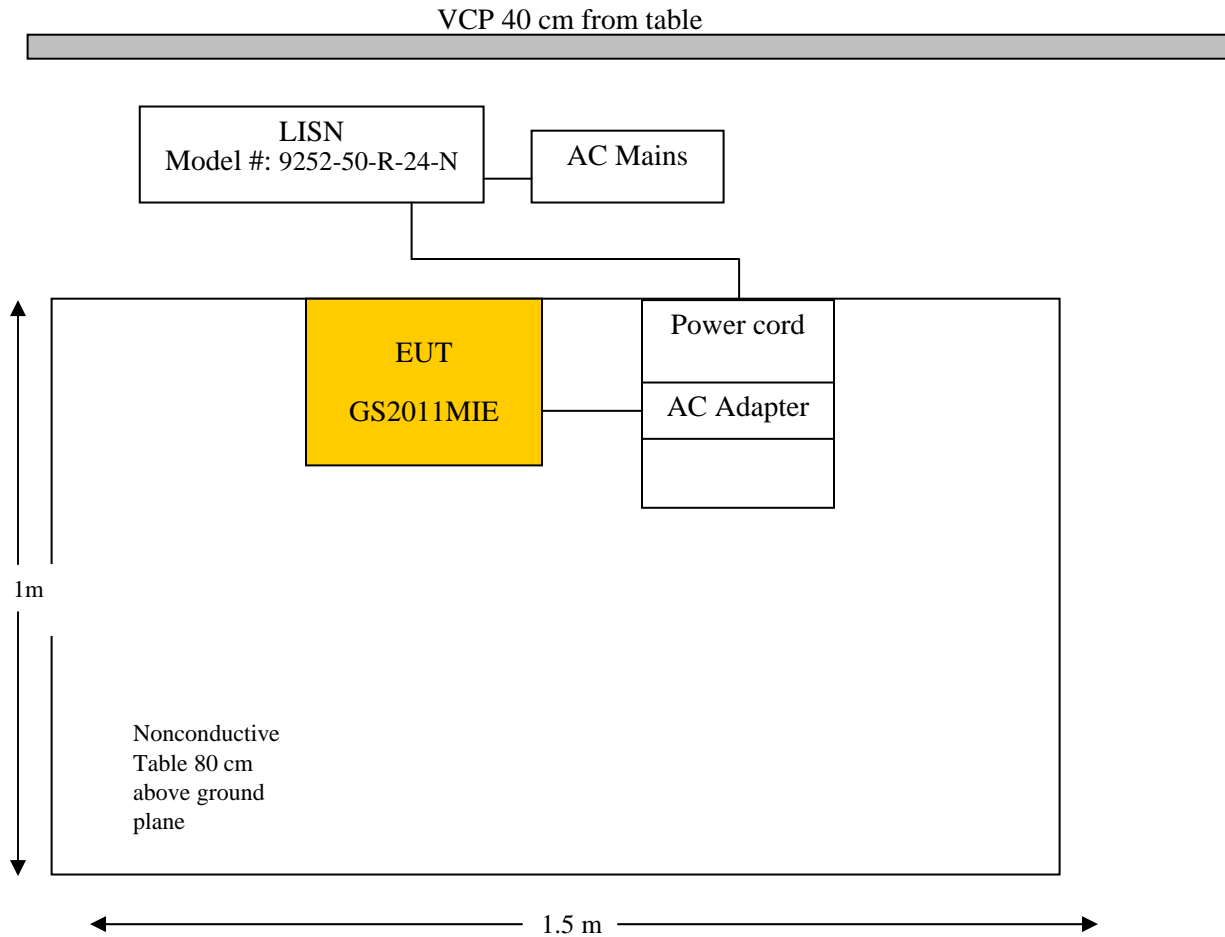 VCP 40 cm from table
LISN
Model #: 9252-50-R-24-N
AC Mains
Power cord
EUT
GS2011MIE
AC Adapter
1m
Nonconductive
Table 80 cm
above ground
plane
1.5 m